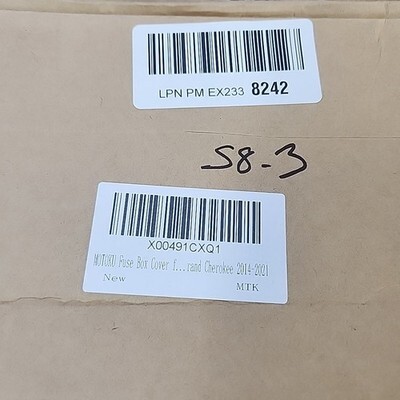 LPN PM EX233 8242
S8-3
X00491CXQ1
MOTOKU Fuse Box Cover f...rand Cherokee 2014-2021
New MTK